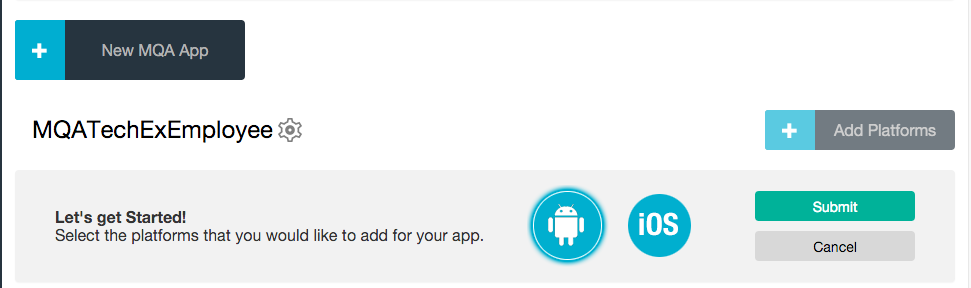 New MQA App
MQATechExEmployee
Add Platforms
Let's get Started!
Select the platforms that you would like to add for your app.
iOS
Submit
Cancel